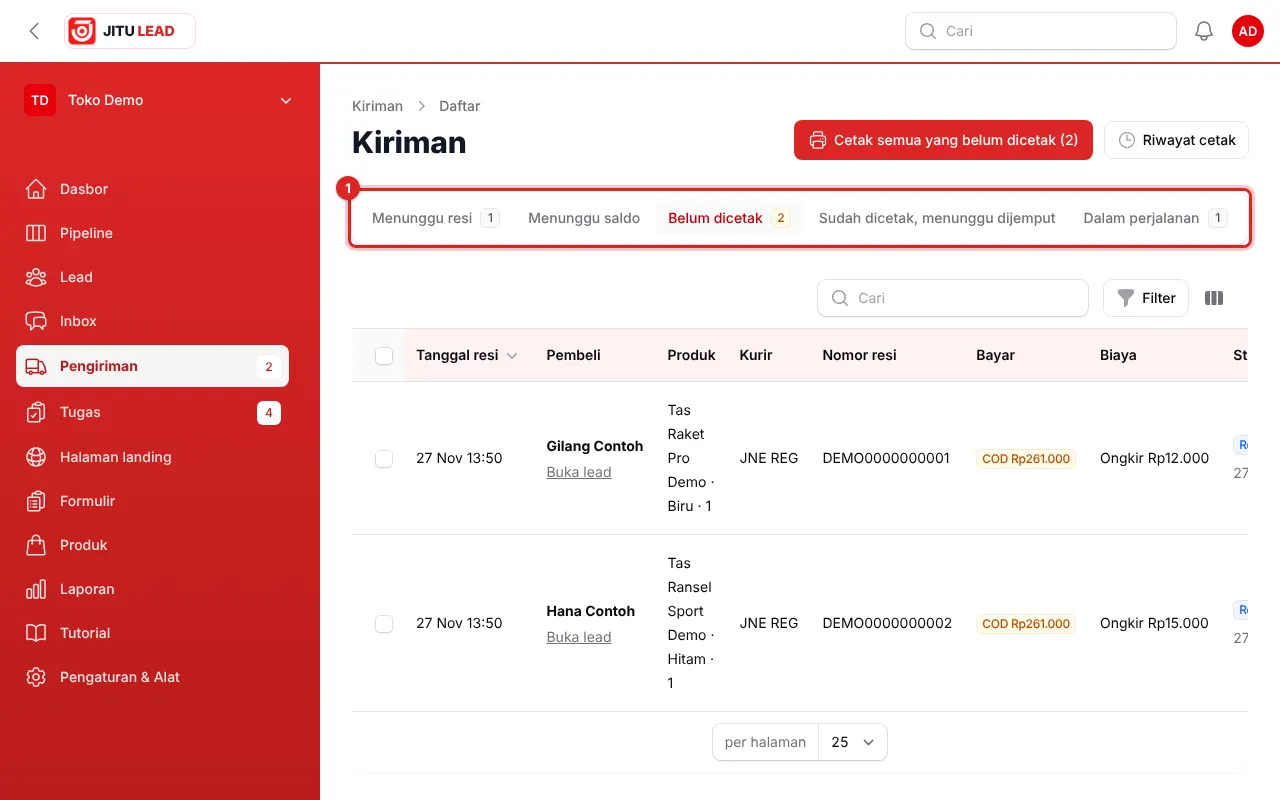 JITU LEAD
Cari
AD
TD
Toko Demo
Dasbor
Pipeline
Lead
Inbox
Pengiriman 2
Tugas 4
Halaman landing
Formulir
Produk
Laporan
Tutorial
Pengaturan & Alat
Kiriman > Daftar
Kiriman
Cetak semua yang belum dicetak (2)
Riwayat cetak
1
Menunggu resi 1
Menunggu saldo
Belum dicetak 2
Sudah dicetak, menunggu dijemput
Dalam perjalanan 1
Cari
Filter
Tanggal resi
Pembeli
Produk
Kurir
Nomor resi
Bayar
Biaya
St
27 Nov 13:50
Gilang Contoh
Buka lead
Tas
Raket
Pro
Demo ·
Biru · 1
JNE REG
DEMO0000000001
COD Rp261.000
Ongkir Rp12.000
27
27 Nov 13:50
Hana Contoh
Buka lead
Tas
Ransel
Sport
Demo ·
Hitam ·
1
JNE REG
DEMO0000000002
COD Rp261.000
Ongkir Rp15.000
27
per halaman
25